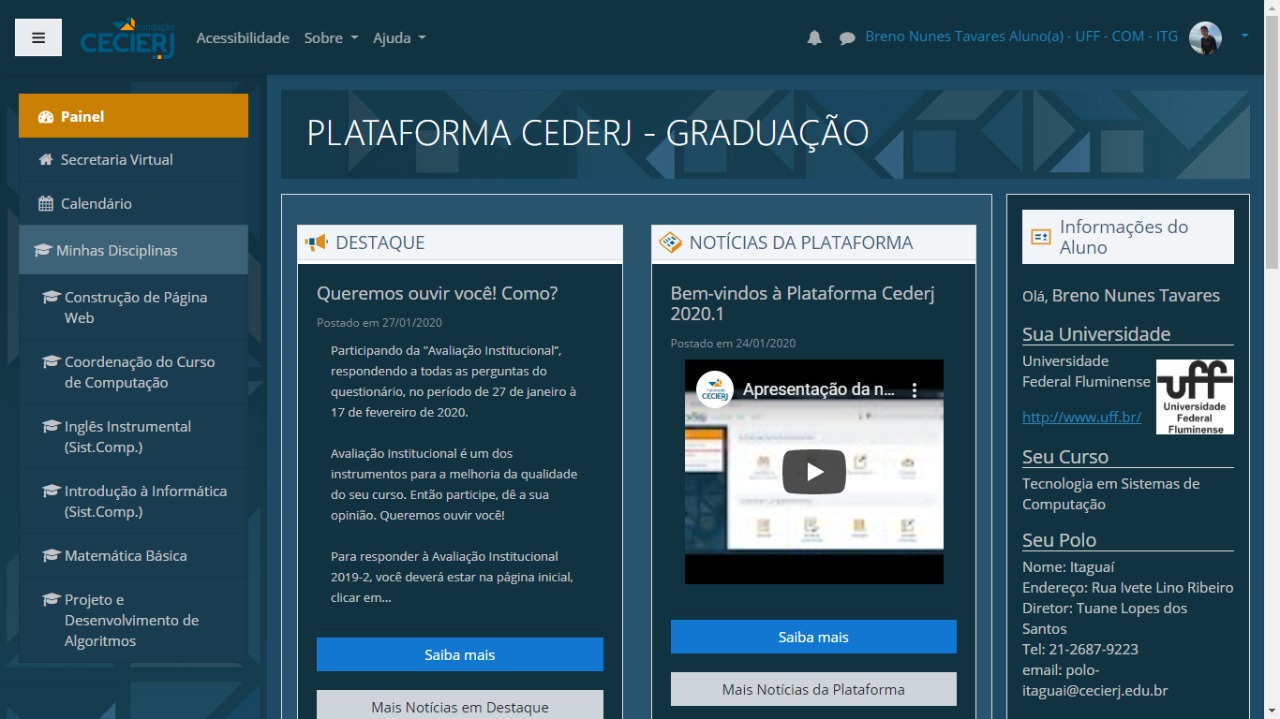 Fundação
CECIERJ
Acessibilidade
Sobre
Ajuda
Breno Nunes Tavares Aluno(a) - UFF - COM - ITG
Painel
Secretaria Virtual
Calendário
Minhas Disciplinas
Construção de Página
Web
Coordenação do Curso
de Computação
Inglês Instrumental
(Sist.Comp.)
Introdução à Informática
(Sist.Comp.)
Matemática Básica
Projeto e
Desenvolvimento de
Algoritmos
PLATAFORMA CEDERJ - GRADUAÇÃO
DESTAQUE
Queremos ouvir você! Como?
Postado em 27/01/2020
Participando da "Avaliação Institucional",
respondendo a todas as perguntas do
questionário, no período de 27 de janeiro à
17 de fevereiro de 2020.
Avaliação Institucional é um dos
instrumentos para a melhoria da qualidade
do seu curso. Então participe, dê a sua
opinião. Queremos ouvir você!
Para responder à Avaliação Institucional
2019-2, você deverá estar na página inicial,
clicar em...
Saiba mais
Mais Notícias em Destaque
NOTÍCIAS DA PLATAFORMA
Bem-vindos à Plataforma Cederj
2020.1
Postado em 24/01/2020
CECIERJ
Apresentação da n...
Saiba mais
Mais Notícias da Plataforma
Informações do
Aluno
Olá, Breno Nunes Tavares
Sua Universidade
Universidade
Federal Fluminense
http://www.uff.br/
uff
Universidade
Federal
Fluminense
Seu Curso
Tecnologia em Sistemas de
Computação
Seu Polo
Nome: Itaguaí
Endereço: Rua Ivete Lino Ribeiro
Diretor: Tuane Lopes dos
Santos
Tel: 21-2687-9223
email: polo-
itaguai@cecierj.edu.br